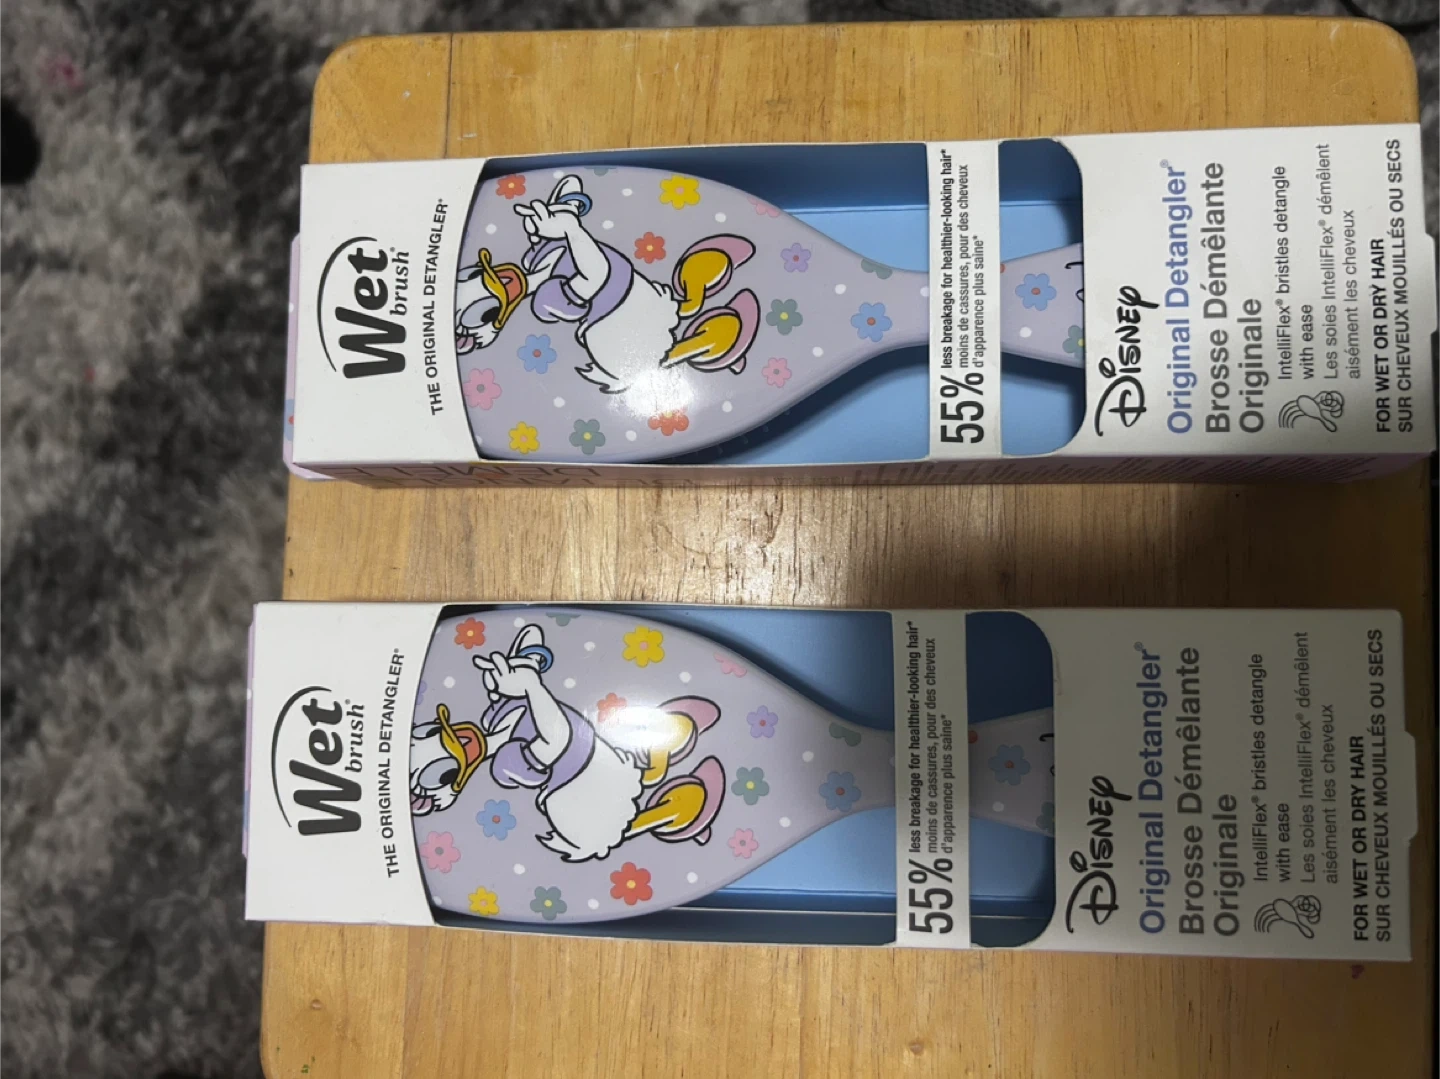 Wet
brush®
THE ORIGINAL DETANGLER®
55% less breakage for healthier-looking hair*
moins de cassures, pour des cheveux
d'apparence plus saine*
Disney
Original Detangler®
Brosse Démêlante
Originale
IntelliFlex® bristles detangle
with ease
Les soies IntelliFlex® démêlent
aisément les cheveux
FOR WET OR DRY HAIR
SUR CHEVEUX MOUILLÉS OU SECS
Wet
brush®
THE ORIGINAL DETANGLER®
55% less breakage for healthier-looking hair*
moins de cassures, pour des cheveux
d'apparence plus saine*
Disney
Original Detangler®
Brosse Démêlante
Originale
IntelliFlex® bristles detangle
with ease
Les soies IntelliFlex® démêlent
aisément les cheveux
FOR WET OR DRY HAIR
SUR CHEVEUX MOUILLÉS OU SECS